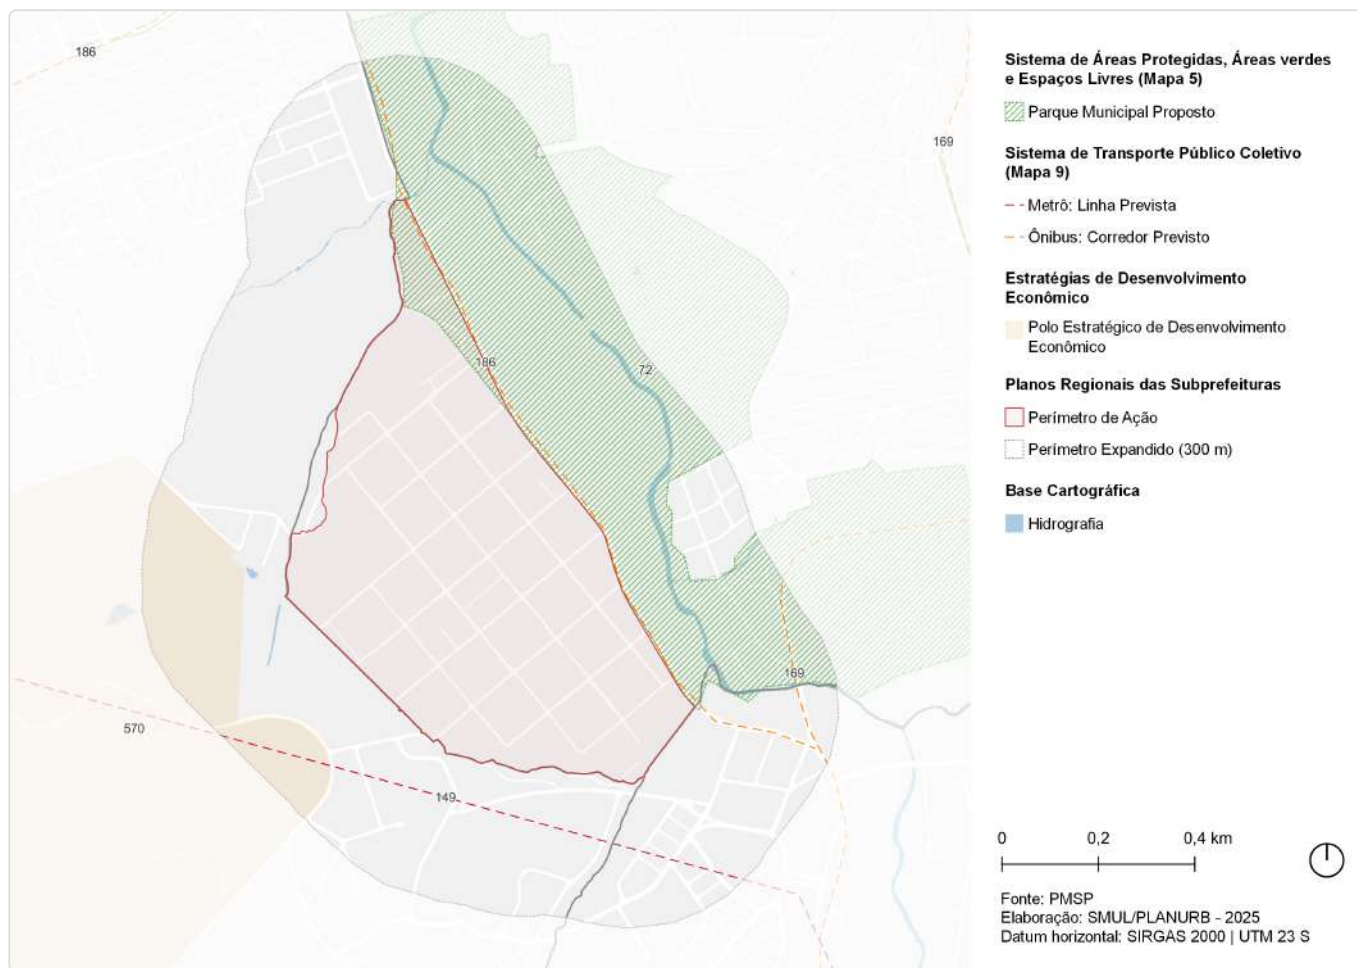 186
169
186
72
169
570
149
Sistema de Áreas Protegidas, Áreas verdes
e Espaços Livres (Mapa 5)
Parque Municipal Proposto
Sistema de Transporte Público Coletivo
(Mapa 9)
Metrô: Linha Prevista
Ônibus: Corredor Previsto
Estratégias de Desenvolvimento
Econômico
Polo Estratégico de Desenvolvimento
Econômico
Planos Regionais das Subprefeituras
Perímetro de Ação
Perímetro Expandido (300 m)
Base Cartográfica
Hidrografia
0 0,2 0,4 km
Fonte: PMSP
Elaboração: SMUL/PLANURB - 2025
Datum horizontal: SIRGAS 2000 | UTM 23 S